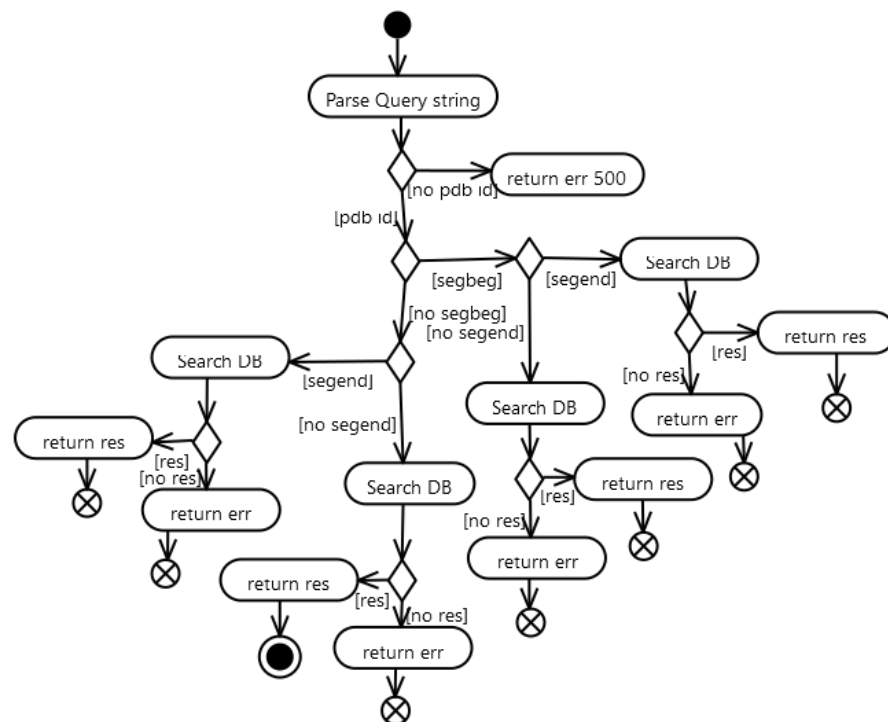 Parse Query string
return err 500
[no pdb id]
[pdb id]
Search DB
[segbeg]
[segend]
[no segbeg]
[no segend]
return res
[res]
Search DB
[segend]
[no res]
return err
Search DB
[no segend]
return res
[res]
[no res]
Search DB
return res
[res]
return err
[no res]
return err
return res
[res]
[no res]
return err